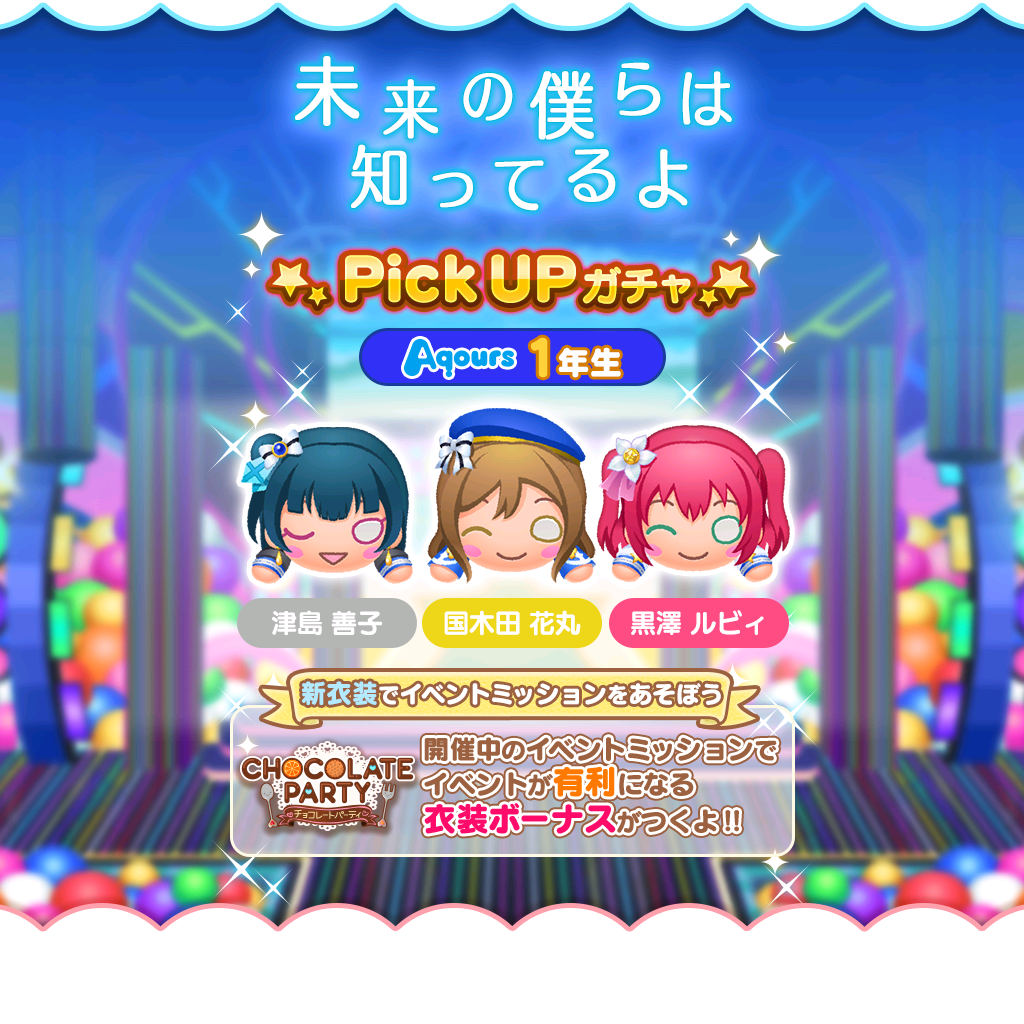 未来の僕らは
知ってるよ
Pick UPガチャ
Aqours 1年生
津島 善子
国木田 花丸
黒澤 ルビィ
新衣装でイベントミッションをあそぼう
CHOCOLATE
PARTY
チョコレートパーティ
開催中のイベントミッションで
イベントが有利になる
衣装ボーナスがつくよ!!